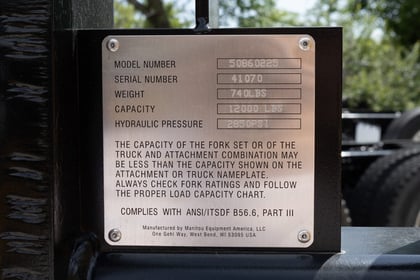 MODEL NUMBER 50860225
SERIAL NUMBER 41070
WEIGHT 740LBS
CAPACITY 12000 LBS
HYDRAULIC PRESSURE 2850PSI
THE CAPACITY OF THE FORK SET OR OF THE
TRUCK AND ATTACHMENT COMBINATION MAY
BE LESS THAN THE CAPACITY SHOWN ON THE
ATTACHMENT OR TRUCK NAMEPLATE.
ALWAYS CHECK FORK RATINGS AND FOLLOW
THE PROPER LOAD CAPACITY CHART.
COMPLIES WITH ANSI/ITSDF B56.6, PART III
Manufactured by Manitou Equipment America, LLC
One Gehl Way, West Bend, WI 53095 USA